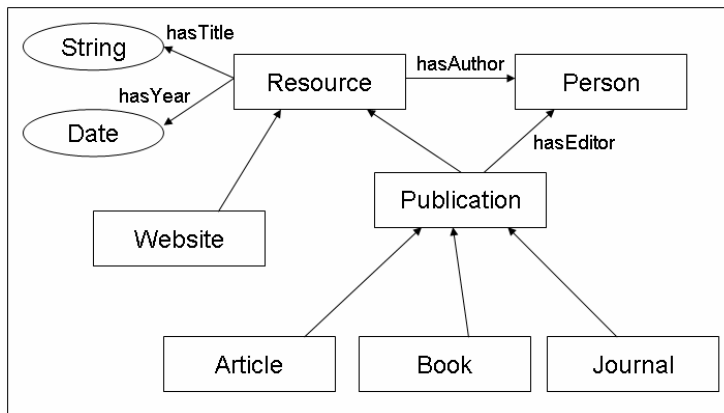 String
hasTitle
Resource
hasAuthor
Person
hasYear
Date
hasEditor
Publication
Website
Article
Book
Journal